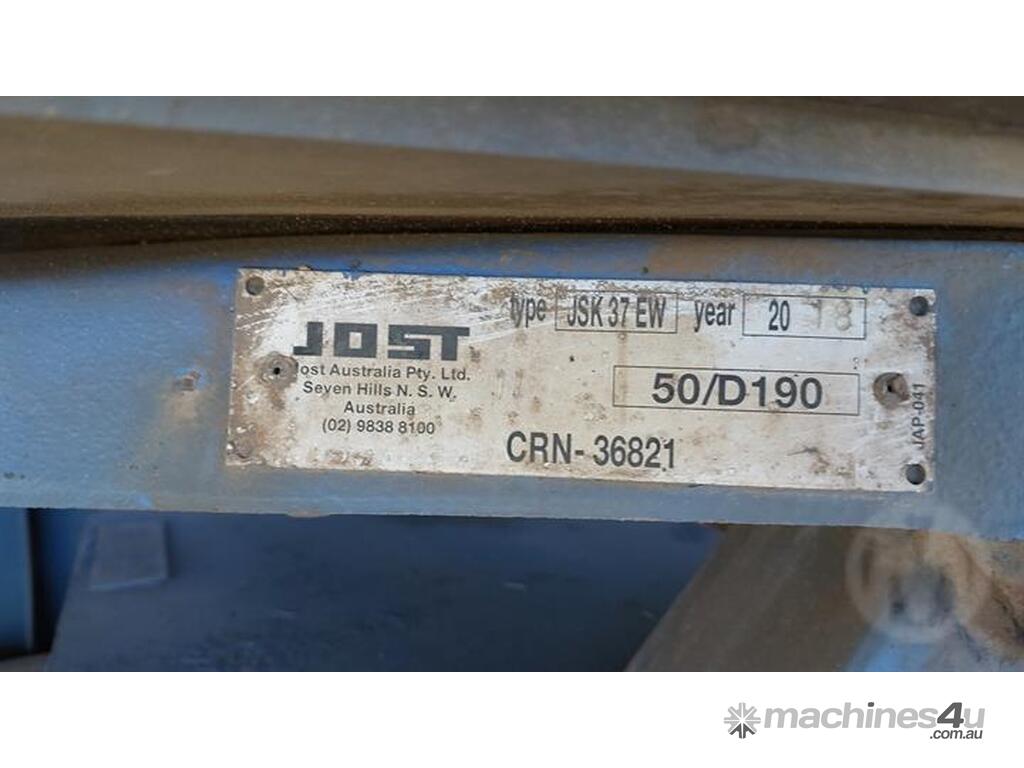 JOST
Jost Australia Pty. Ltd.
Seven Hills N. S. W.
Australia
(02) 9838 8100
type JSK 37 EW year 20 18
50/D190
CRN- 36821
JAP-041
machines4u
.com.au